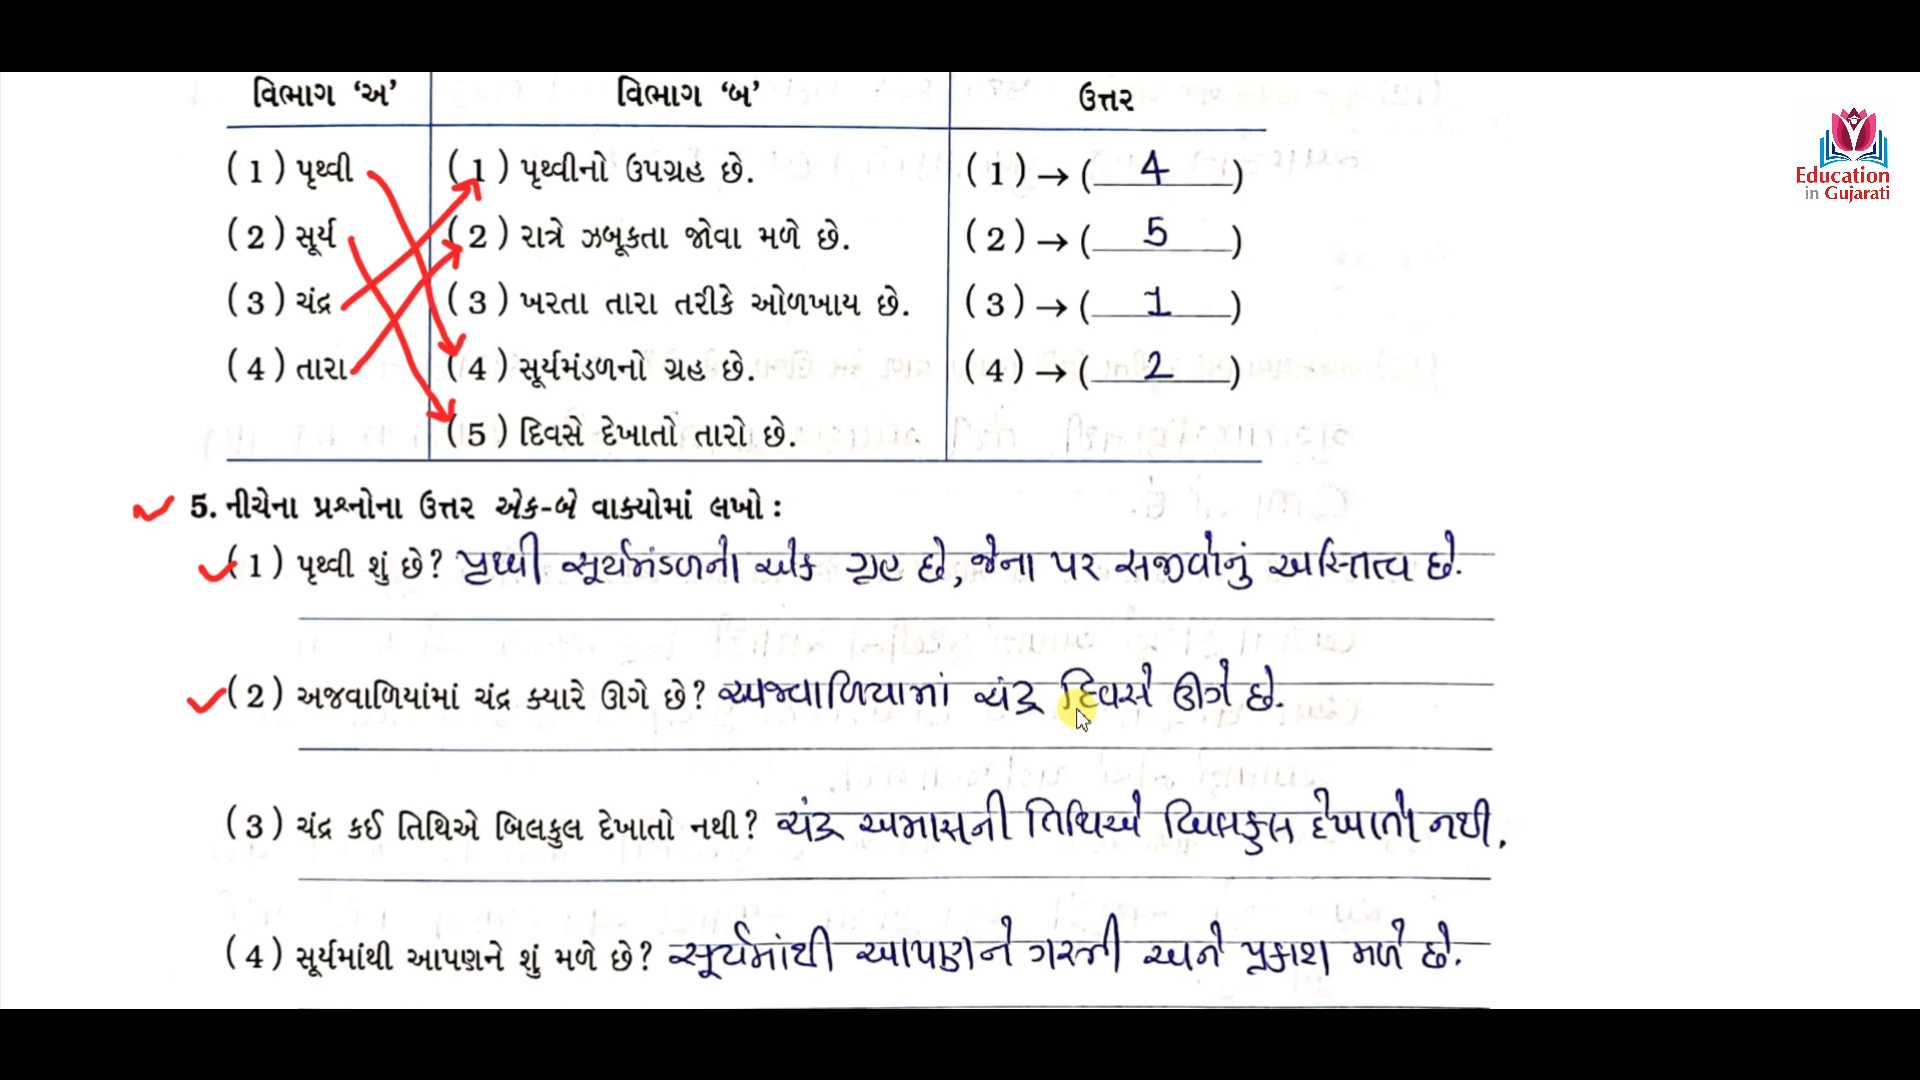 વિભાગ ‘અ’ વિભાગ ‘બ’ ઉત્તર
(1) પૃથ્વી (1) પૃથ્વીનો ઉપગ્રહ છે. (1) → ( 4 )
(2) સૂર્ય (2) રાત્રે ઝબૂકતા જોવા મળે છે. (2) → ( 5 )
(3) ચંદ્ર (3) ખરતા તારા તરીકે ઓળખાય છે. (3) → ( 1 )
(4) તારા (4) સૂર્યમંડળનો ગ્રહ છે. (4) → ( 2 )
(5) દિવસે દેખાતો તારો છે.
Education
in Gujarati
5. નીચેના પ્રશ્નોના ઉત્તર એક-બે વાક્યોમાં લખો :
(1) પૃથ્વી શું છે? પૃથ્વી સૂર્યમંડળનો એક ગ્રહ છે, જેના પર સજીવોનું અસ્તિત્વ છે.
(2) અજવાળિયાંમાં ચંદ્ર ક્યારે ઊગે છે? અજવાળિયામાં ચંદ્ર દિવસે ઊગે છે.
(3) ચંદ્ર કઈ તિથિએ બિલકુલ દેખાતો નથી? ચંદ્ર અમાસની તિથિએ બિલકુલ દેખાતો નથી.
(4) સૂર્યમાંથી આપણને શું મળે છે? સૂર્યમાંથી આપણને ગરમી અને પ્રકાશ મળે છે.